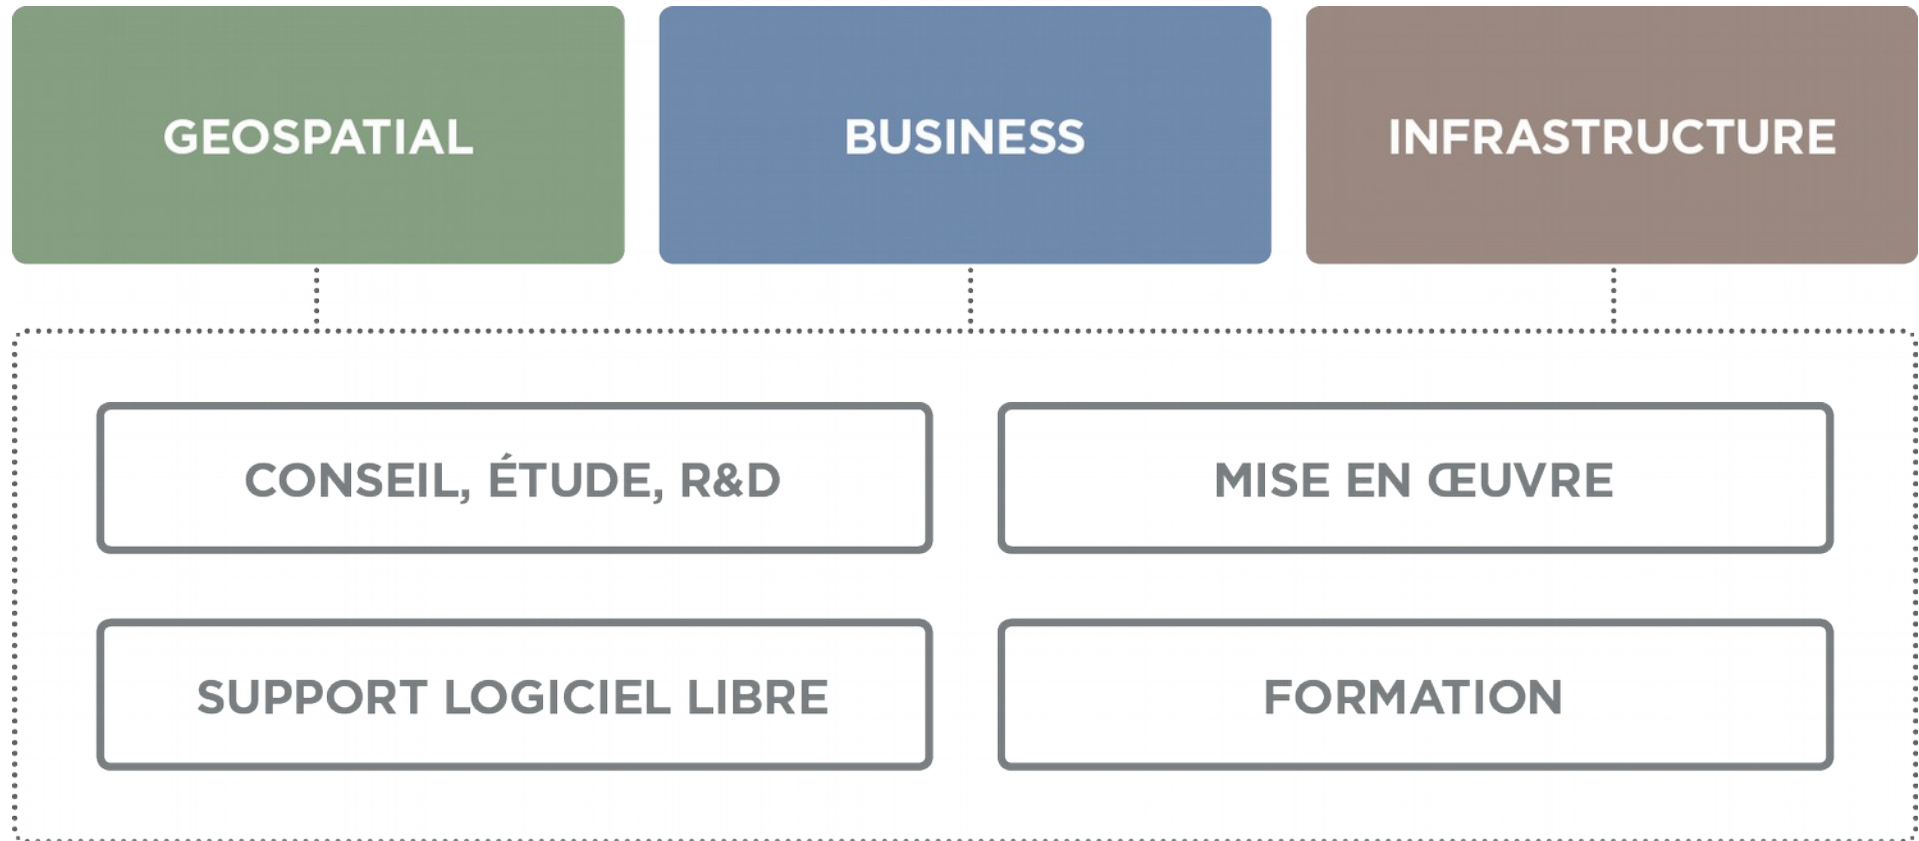 GEOSPATIAL
BUSINESS
INFRASTRUCTURE
CONSEIL, ÉTUDE, R&D
MISE EN ŒUVRE
SUPPORT LOGICIEL LIBRE
FORMATION